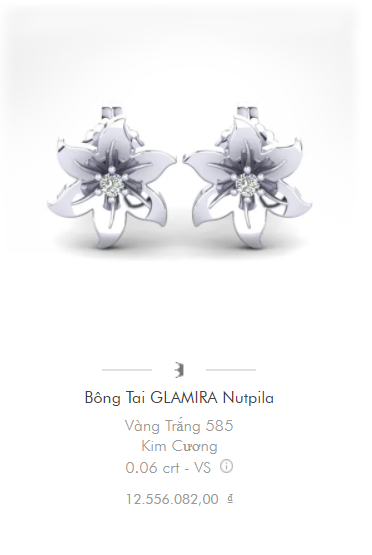 Bông Tai GLAMIRA Nutpila
Vàng Trắng 585
Kim Cương
0.06 crt - VS ⓘ
12.556.082,00 ₫